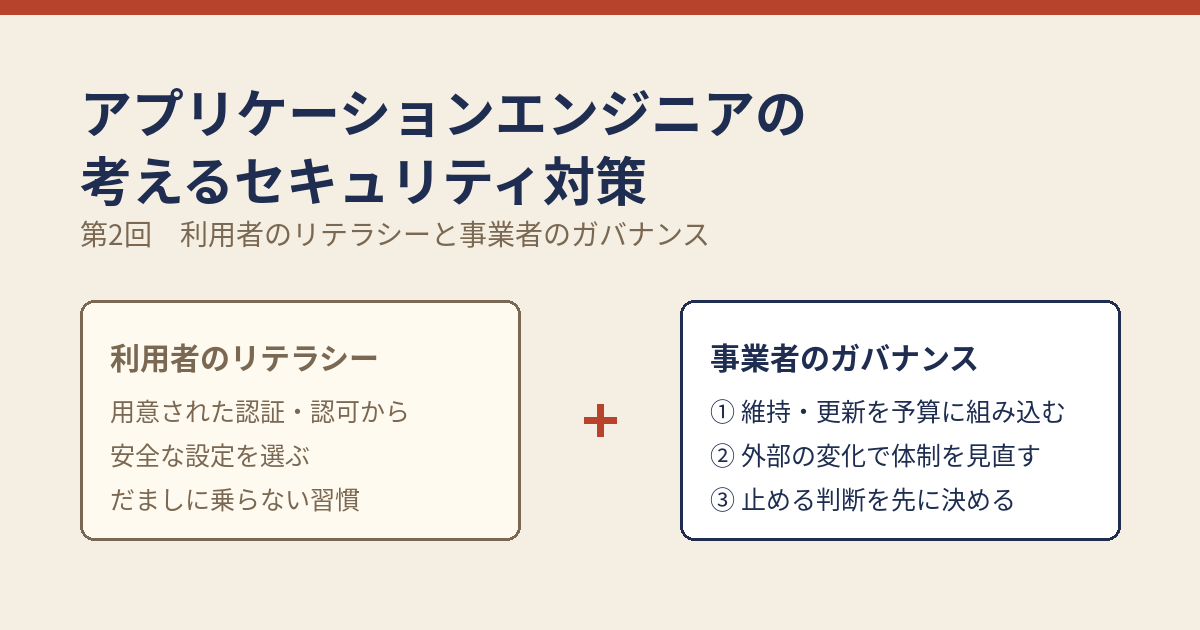 アプリケーションエンジニアの
考えるセキュリティ対策
第2回　利用者のリテラシーと事業者のガバナンス
利用者のリテラシー
用意された認証・認可から
安全な設定を選ぶ
だましに乗らない習慣
+
事業者のガバナンス
① 維持・更新を予算に組み込む
② 外部の変化で体制を見直す
③ 止める判断を先に決める